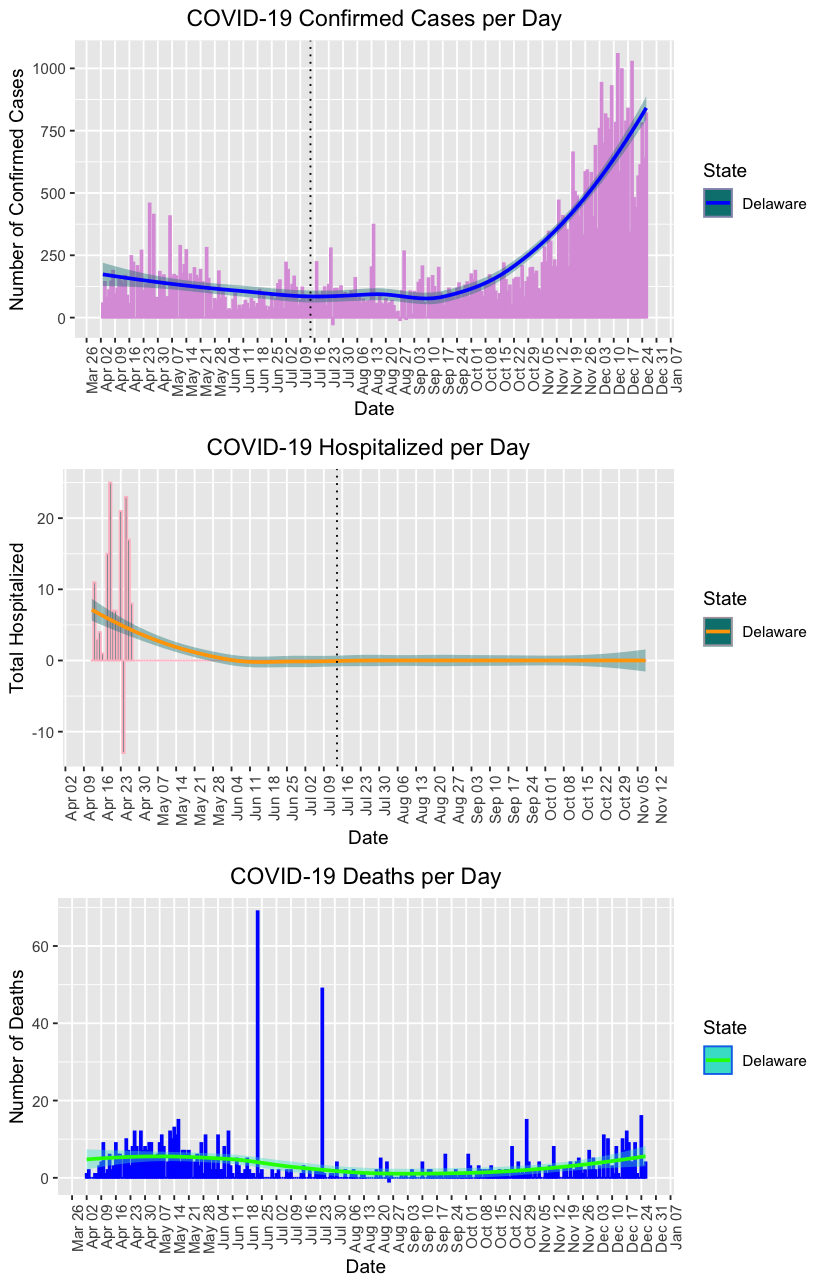 COVID-19 Confirmed Cases per Day
Number of Confirmed Cases
1000
750
500
250
0
Mar 26
Apr 02
Apr 09
Apr 16
Apr 23
Apr 30
May 07
May 14
May 21
May 28
Jun 04
Jun 11
Jun 18
Jun 25
Jul 02
Jul 09
Jul 16
Jul 23
Jul 30
Aug 06
Aug 13
Aug 20
Aug 27
Sep 03
Sep 10
Sep 17
Sep 24
Oct 01
Oct 08
Oct 15
Oct 22
Oct 29
Nov 05
Nov 12
Nov 19
Nov 26
Dec 03
Dec 10
Dec 17
Dec 24
Dec 31
Jan 07
Date
State
Delaware
COVID-19 Hospitalized per Day
Total Hospitalized
20
10
0
-10
Apr 02
Apr 09
Apr 16
Apr 23
Apr 30
May 07
May 14
May 21
May 28
Jun 04
Jun 11
Jun 18
Jun 25
Jul 02
Jul 09
Jul 16
Jul 23
Jul 30
Aug 06
Aug 13
Aug 20
Aug 27
Sep 03
Sep 10
Sep 17
Sep 24
Oct 01
Oct 08
Oct 15
Oct 22
Oct 29
Nov 05
Nov 12
Date
State
Delaware
COVID-19 Deaths per Day
Number of Deaths
60
40
20
0
Mar 26
Apr 02
Apr 09
Apr 16
Apr 23
Apr 30
May 07
May 14
May 21
May 28
Jun 04
Jun 11
Jun 18
Jun 25
Jul 02
Jul 09
Jul 16
Jul 23
Jul 30
Aug 06
Aug 13
Aug 20
Aug 27
Sep 03
Sep 10
Sep 17
Sep 24
Oct 01
Oct 08
Oct 15
Oct 22
Oct 29
Nov 05
Nov 12
Nov 19
Nov 26
Dec 03
Dec 10
Dec 17
Dec 24
Dec 31
Jan 07
Date
State
Delaware